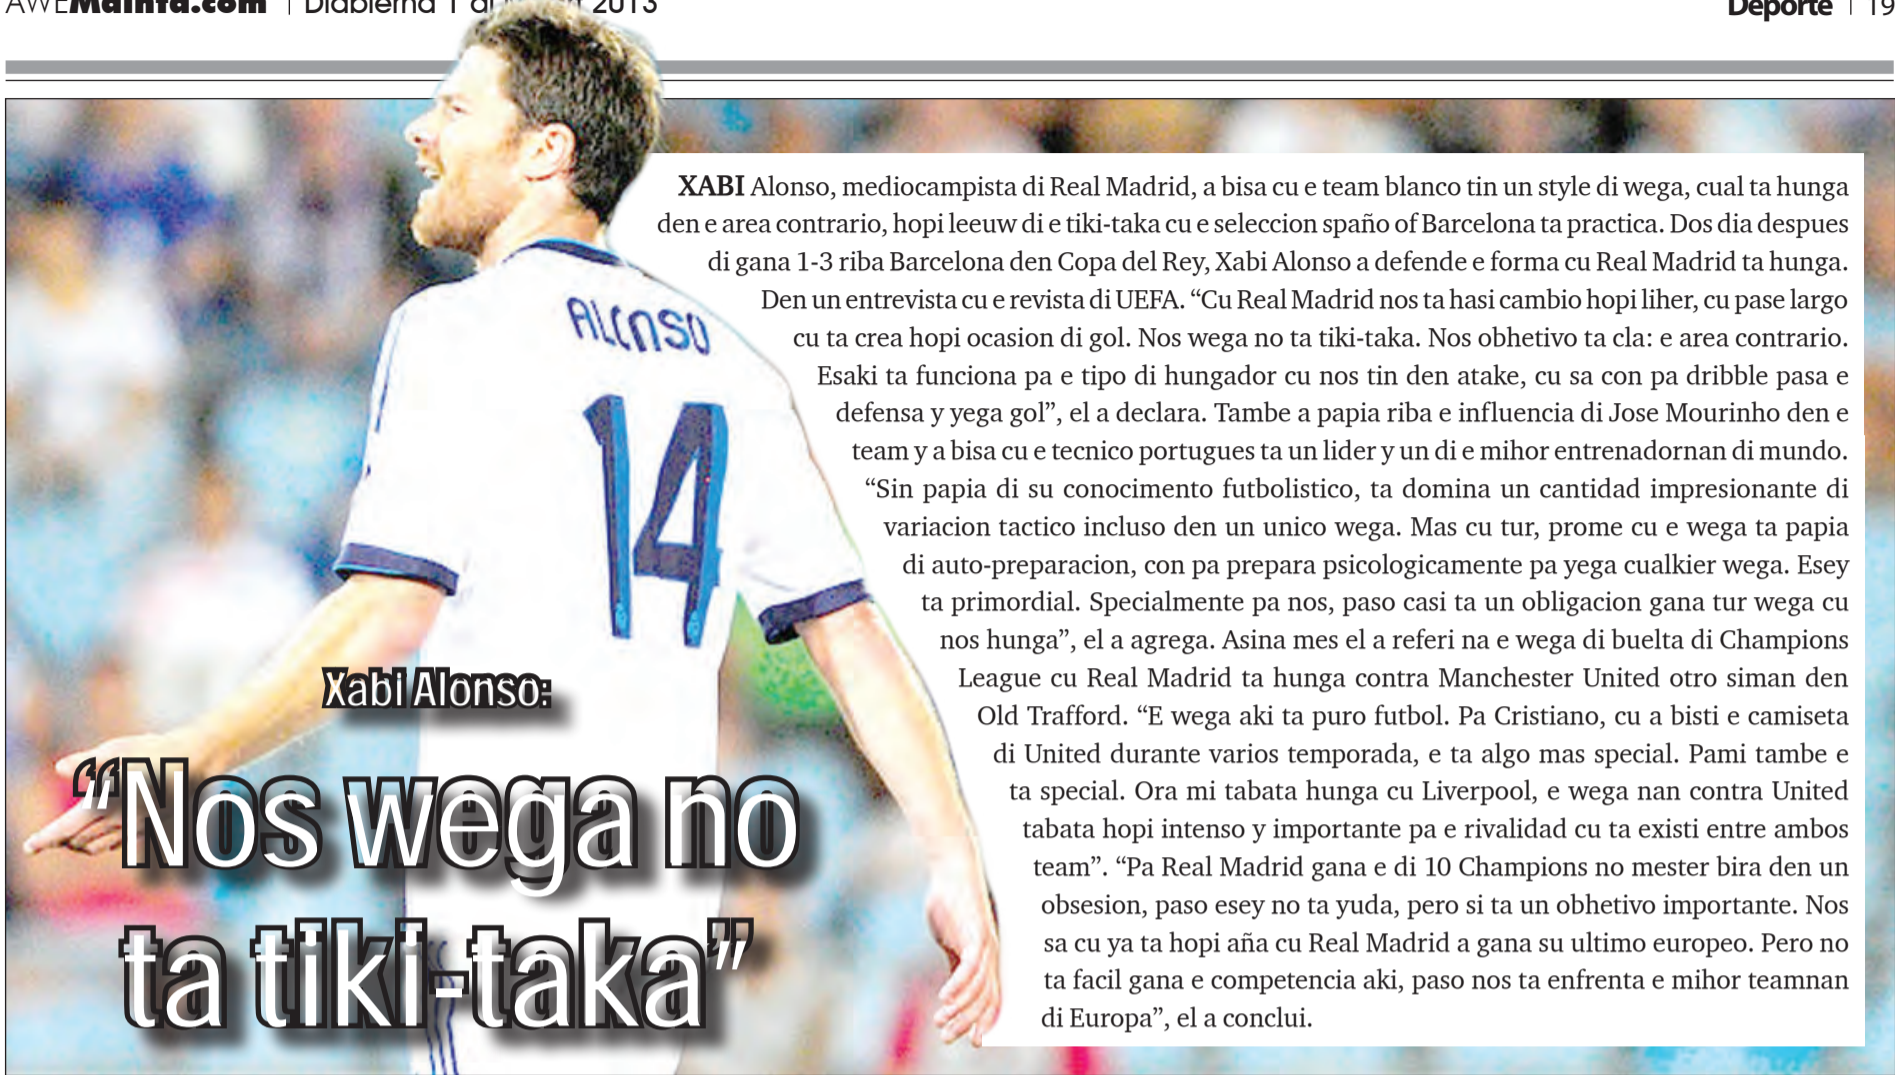 AWEMainta.com | Diabierna 1 di 2013
Deporte | 19
XABI Alonso, mediocampista di Real Madrid, a bisa cu e team blanco tin un style di wega, cual ta hunga
den e area contrario, hopi leeuw di e tiki-taka cu e seleccion spaño of Barcelona ta practica. Dos dia despues
di gana 1-3 riba Barcelona den Copa del Rey, Xabi Alonso a defende e forma cu Real Madrid ta hunga.
Den un entrevista cu e revista di UEFA. “Cu Real Madrid nos ta hasi cambio hopi liher, cu pase largo
cu ta crea hopi ocasion di gol. Nos wega no ta tiki-taka. Nos obhetivo ta cla: e area contrario.
Esaki ta funciona pa e tipo di hungador cu nos tin den atake, cu sa con pa dribble pasa e
defensa y yega gol”, el a declara. Tambe a papia riba e influencia di Jose Mourinho den e
team y a bisa cu e tecnico portugues ta un lider y un di e mihor entrenadornan di mundo.
“Sin papia di su conocimento futbolistico, ta domina un cantidad impresionante di
variacion tactico incluso den un unico wega. Mas cu tur, prome cu e wega ta papia
di auto-preparacion, con pa prepara psicologicamente pa yega cualkier wega. Esey
ta primordial. Specialmente pa nos, paso casi ta un obligacion gana tur wega cu
nos hunga”, el a agrega. Asina mes el a referi na e wega di buelta di Champions
League cu Real Madrid ta hunga contra Manchester United otro siman den
Old Trafford. “E wega aki ta puro futbol. Pa Cristiano, cu a bisti e camiseta
di United durante varios temporada, e ta algo mas special. Pami tambe e
ta special. Ora mi tabata hunga cu Liverpool, e wega nan contra United
tabata hopi intenso y importante pa e rivalidad cu ta existi entre ambos
team”. “Pa Real Madrid gana e di 10 Champions no mester bira den un
obsesion, paso esey no ta yuda, pero si ta un obhetivo importante. Nos
sa cu ya ta hopi aña cu Real Madrid a gana su ultimo europeo. Pero no
ta facil gana e competencia aki, paso nos ta enfrenta e mihor teamnan
di Europa”, el a conclui.
ALONSO
14
Xabi Alonso:
“Nos wega no
ta tiki-taka”